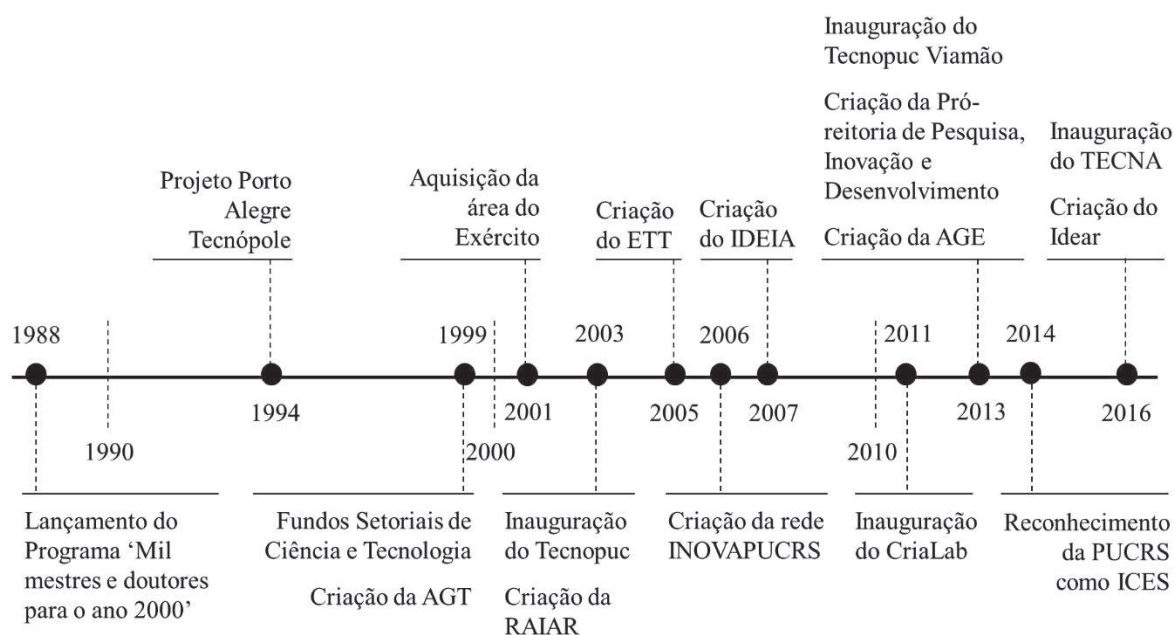 Inauguração do
Tecnopuc Viamão
Criação da Pró-
reitoria de Pesquisa,
Inovação e
Desenvolvimento
Criação da AGE
Inauguração
do TECNA
Criação do
Idear
Projeto Porto
Alegre
Tecnópole
Aquisição da
área do
Exército
Criação
do ETT
Criação
do IDEIA
1988
1999
2003
2006
2011
2014
1994
2001
2005
2007
2013
2016
1990
2000
2010
Lançamento do
Programa ‘Mil
mestres e doutores
para o ano 2000’
Fundos Setoriais de
Ciência e Tecnologia
Criação da AGT
Inauguração
do Tecnopuc
Criação da
RAIAR
Criação da rede
INOVAPUCRS
Inauguração
do CriaLab
Reconhecimento
da PUCRS
como ICES